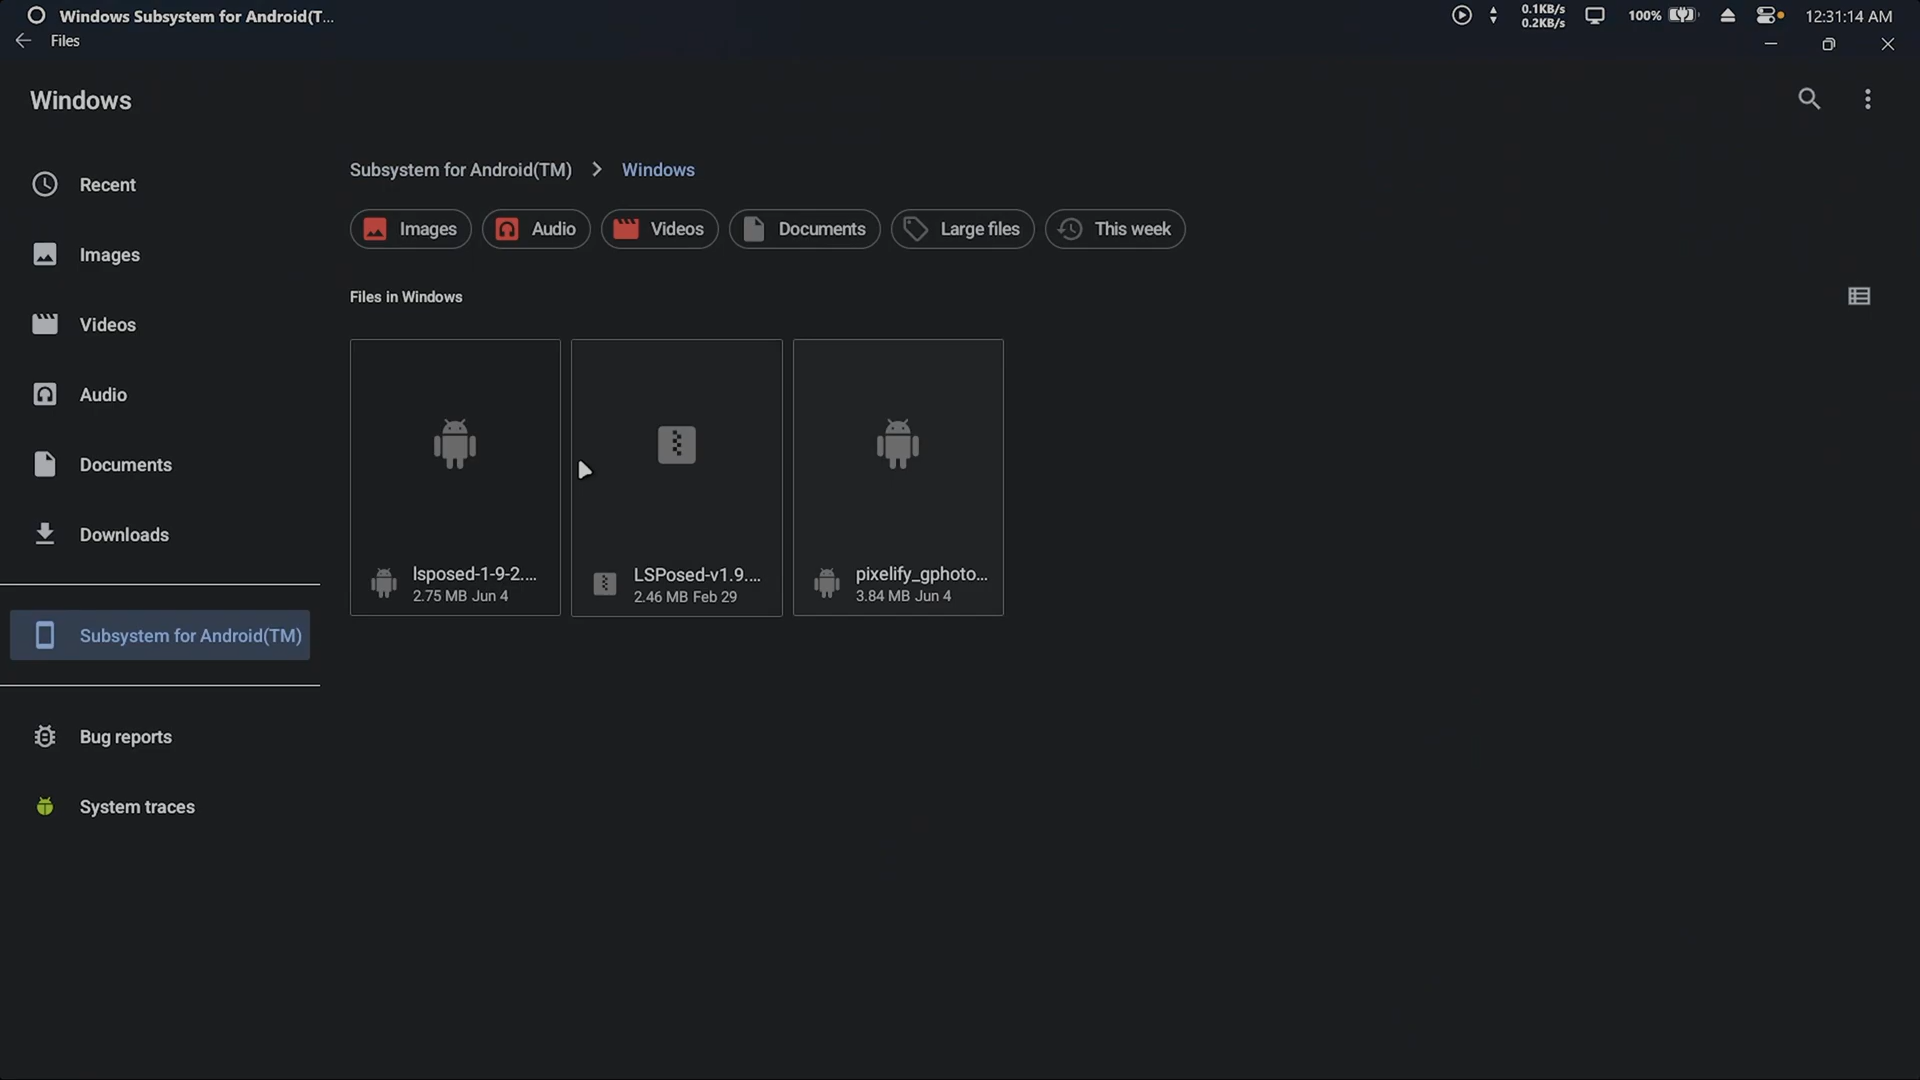 Windows Subsystem for Android(T...
0.1KB/s
0.2KB/s
100%
12:31:14 AM
Files
Windows
Recent
Images
Videos
Audio
Documents
Downloads
Subsystem for Android(TM)
Bug reports
System traces
Subsystem for Android(TM) > Windows
Images Audio Videos Documents Large files This week
Files in Windows
lsposed-1-9-2....
2.75 MB Jun 4
LSPosed-v1.9....
2.46 MB Feb 29
pixelify_gphoto...
3.84 MB Jun 4